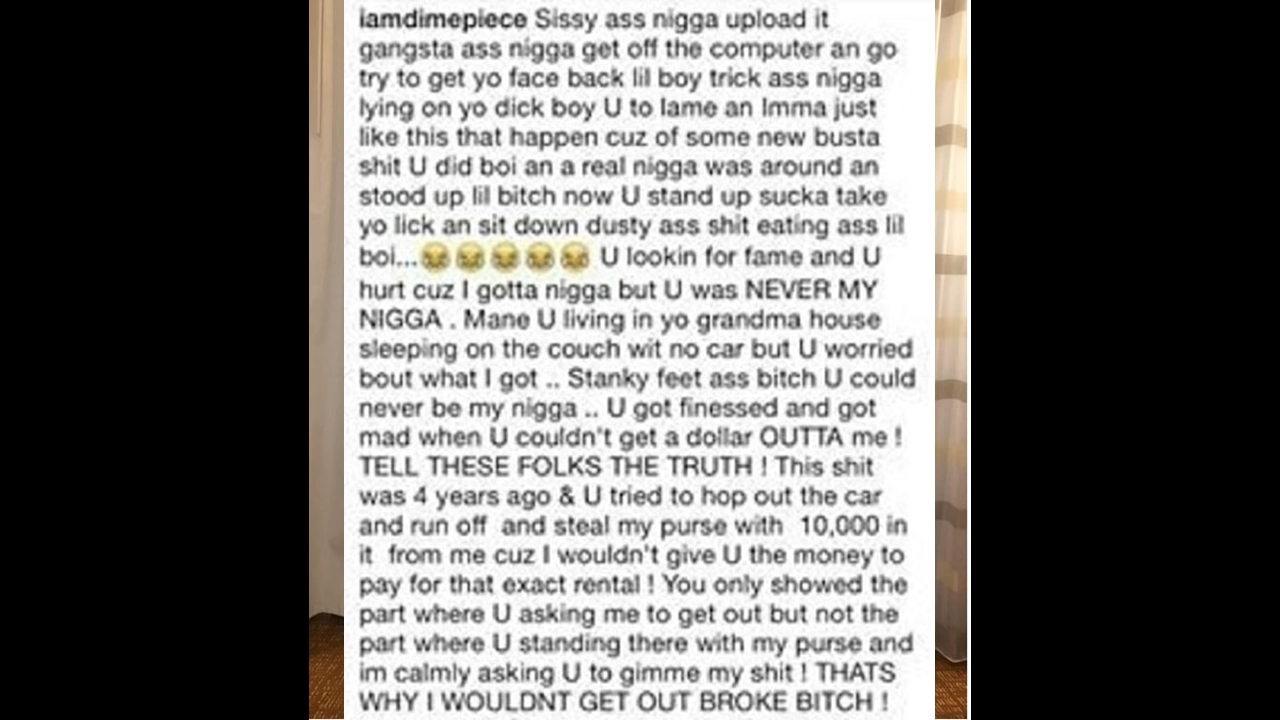 iamdimepiece Sissy ass nigga upload it
gangsta ass nigga get off the computer an go
try to get yo face back lil boy trick ass nigga
lying on yo dick boy U to lame an Imma just
like this that happen cuz of some new busta
shit U did boi an a real nigga was around an
stood up lil bitch now U stand up sucka take
yo lick an sit down dusty ass shit eating ass lil
boi...😂😂😂😂😂 U lookin for fame and U
hurt cuz I gotta nigga but U was NEVER MY
NIGGA . Mane U living in yo grandma house
sleeping on the couch wit no car but U worried
bout what I got .. Stanky feet ass bitch U could
never be my nigga .. U got finessed and got
mad when U couldn't get a dollar OUTTA me !
TELL THESE FOLKS THE TRUTH ! This shit
was 4 years ago & U tried to hop out the car
and run off  and steal my purse with  10,000 in
it  from me cuz I wouldn't give U the money to
pay for that exact rental ! You only showed the
part where U asking me to get out but not the
part where U standing there with my purse and
im calmly asking U to gimme my shit ! THATS
WHY I WOULDNT GET OUT BROKE BITCH !